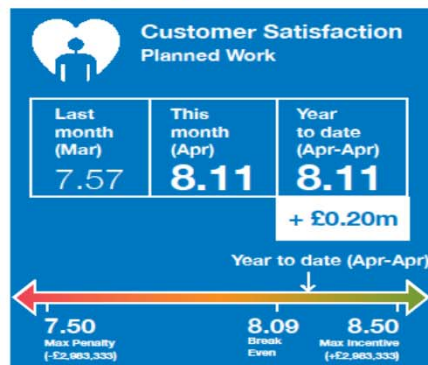 Customer Satisfaction
Planned Work
Last month (Mar)
7.57
This month (Apr)
8.11
Year to date (Apr-Apr)
8.11
+ £0.20m
Year to date (Apr-Apr)
7.50
Max Penalty
(-£2,983,333)
8.09
Break
Even
8.50
Max Incentive
(+£2,983,333)